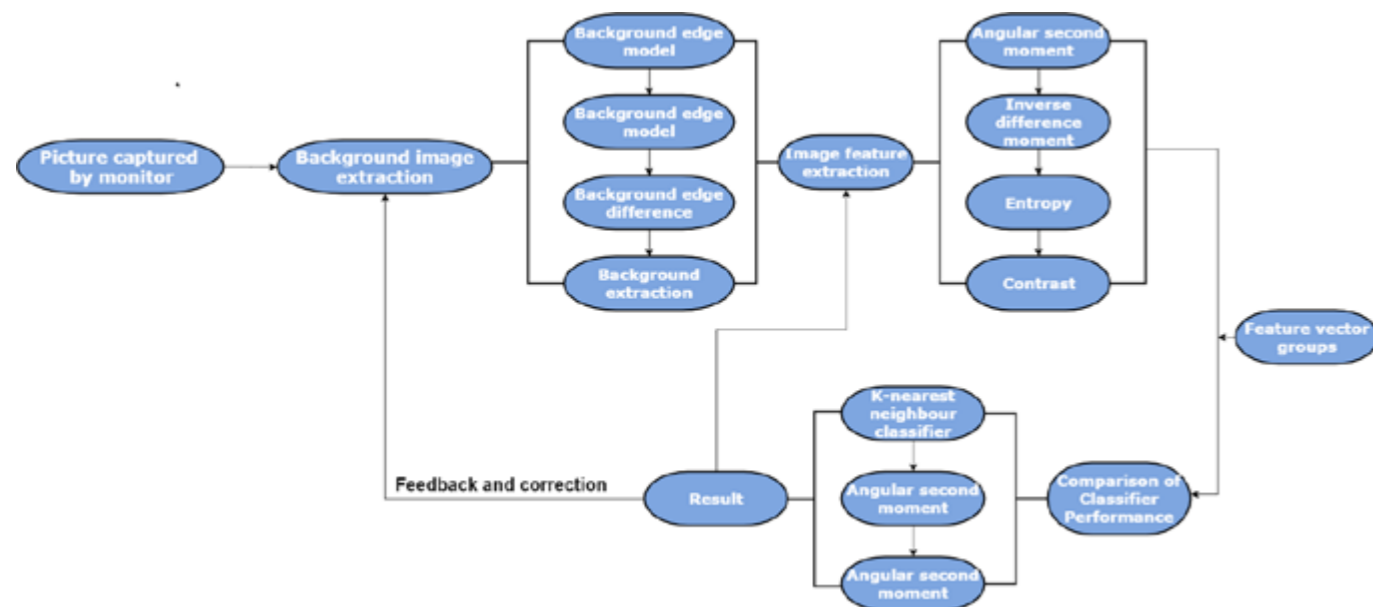 Background edge
model
Angular second
moment
Background edge
model
Inverse
difference
moment
Picture captured
by monitor
Background image
extraction
Image feature
extraction
Background edge
difference
Entropy
Background
extraction
Contrast
Feature vector
groups
K-nearest
neighbour
classifier
Feedback and correction
Result
Angular second
moment
Comparison of
Classifier
Performance
Angular second
moment